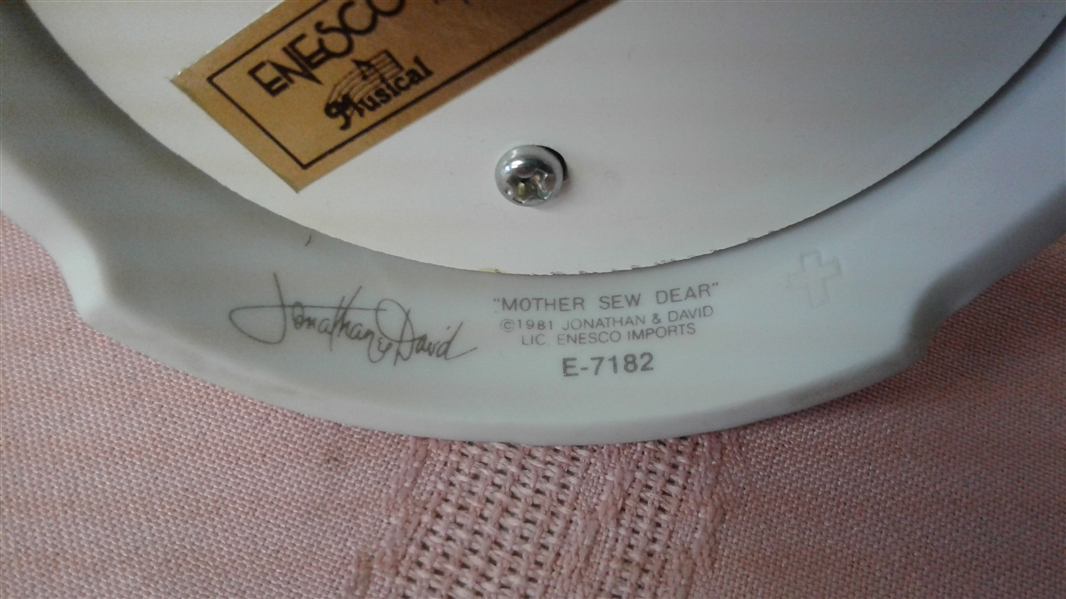 ENESCO
Musical
Jonathan & David
"MOTHER SEW DEAR"
©1981 JONATHAN & DAVID
LIC. ENESCO IMPORTS
E-7182